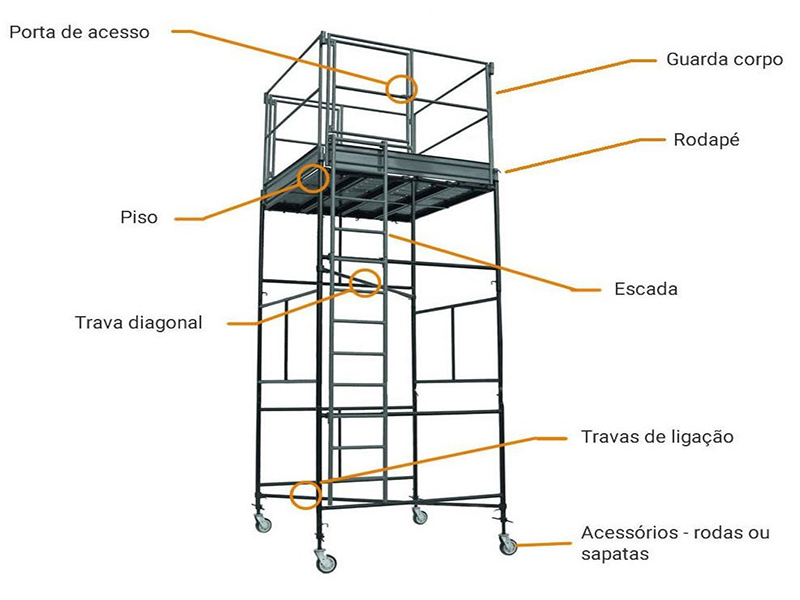 Porta de acesso
Guarda corpo
Rodapé
Piso
Escada
Trava diagonal
Travas de ligação
Acessórios - rodas ou
sapatas